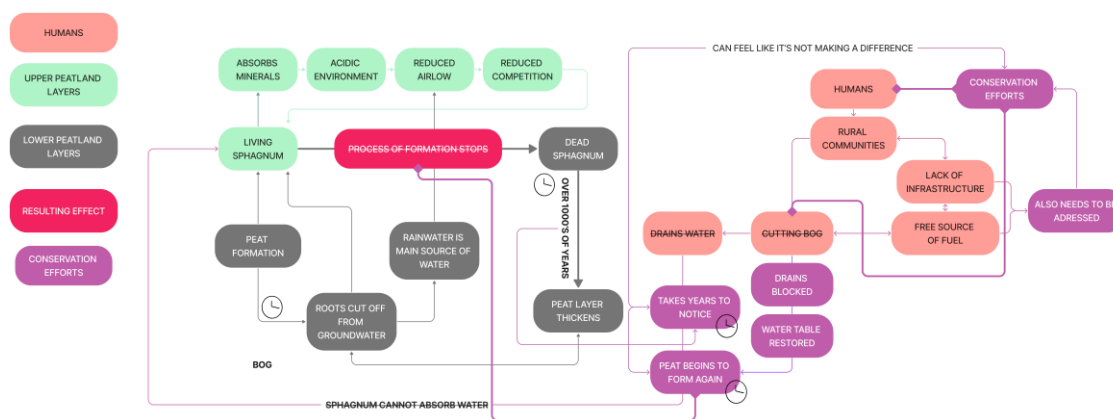 HUMANS
UPPER PEATLAND
LAYERS
LOWER PEATLAND
LAYERS
RESULTING EFFECT
CONSERVATION
EFFORTS
CAN FEEL LIKE IT'S NOT MAKING A DIFFERENCE
ABSORBS
MINERALS
ACIDIC
ENVIRONMENT
REDUCED
AIRLOW
REDUCED
COMPETITION
HUMANS
CONSERVATION
EFFORTS
LIVING
SPHAGNUM
PROCESS OF FORMATION STOPS
DEAD
SPHAGNUM
RURAL
COMMUNITIES
LACK OF
INFRASTRUCTURE
ALSO NEEDS TO BE
ADRESSED
OVER 1000'S OF YEARS
PEAT
FORMATION
RAINWATER IS
MAIN SOURCE OF
WATER
DRAINS WATER
CUTTING BOG
FREE SOURCE
OF FUEL
DRAINS
BLOCKED
ROOTS CUT OFF
FROM
GROUNDWATER
PEAT LAYER
THICKENS
TAKES YEARS TO
NOTICE
WATER TABLE
RESTORED
BOG
PEAT BEGINS TO
FORM AGAIN
SPHAGNUM CANNOT ABSORB WATER